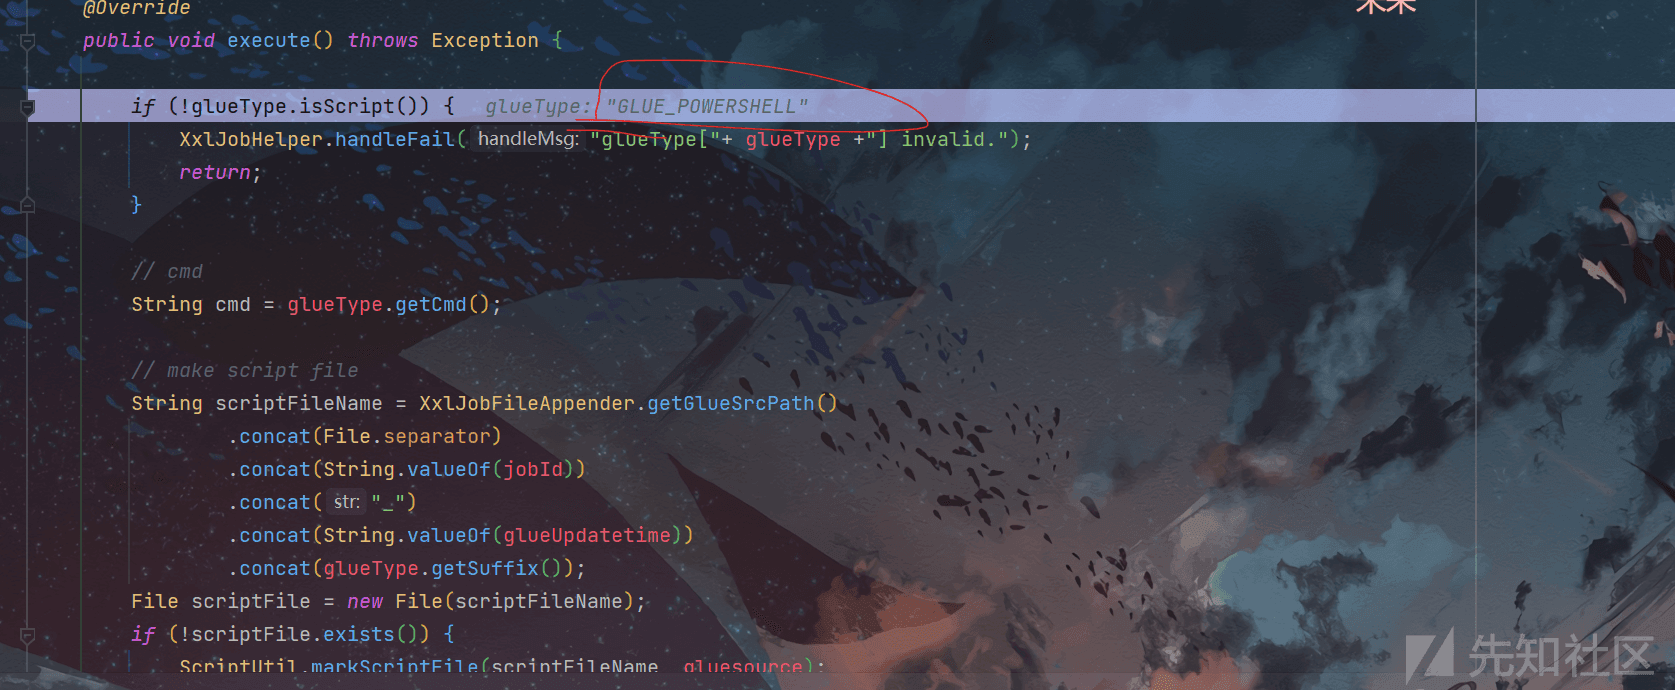 @Override
public void execute() throws Exception {
if (!glueType.isScript()) { glueType: "GLUE_POWERSHELL"
XxlJobHelper.handleFail( handleMsg: "glueType["+ glueType +"] invalid.");
return;
}
// cmd
String cmd = glueType.getCmd();
// make script file
String scriptFileName = XxlJobFileAppender.getGlueSrcPath()
.concat(File.separator)
.concat(String.valueOf(jobId))
.concat( str: "_")
.concat(String.valueOf(glueUpdatetime))
.concat(glueType.getSuffix());
File scriptFile = new File(scriptFileName);
if (!scriptFile.exists()) {
ScriptUtil.markScriptFile(scriptFileName, gluesource);
先知社区